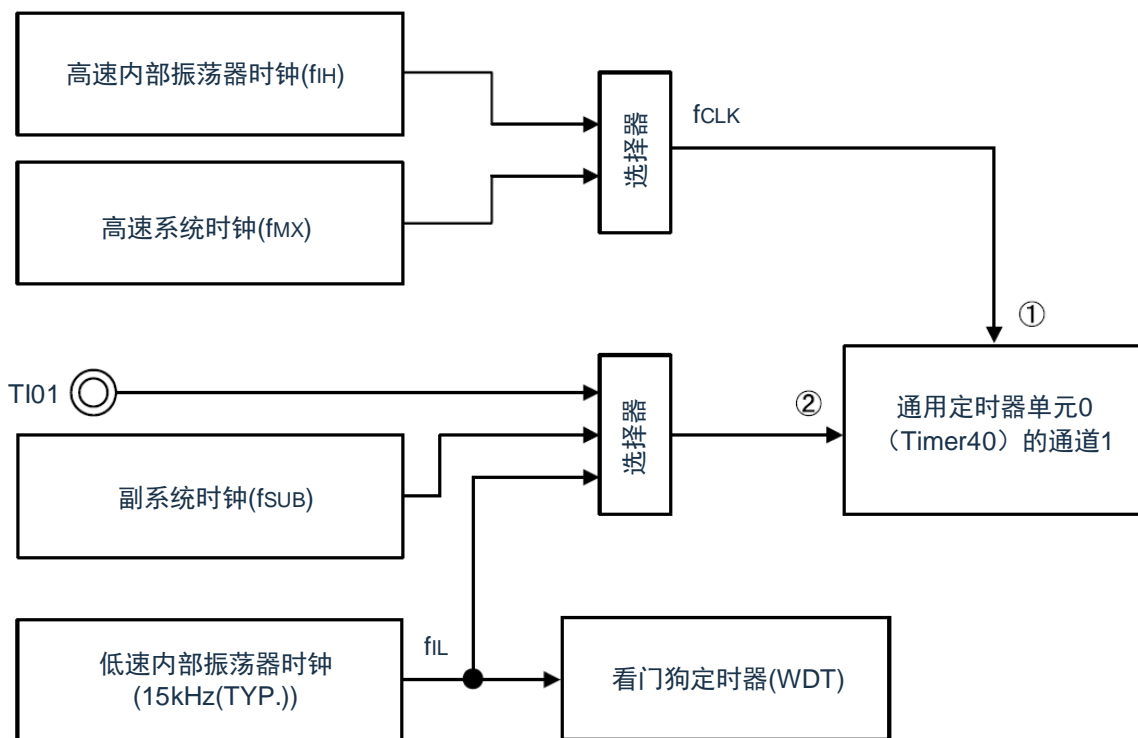 高速内部振荡器时钟(fIH)
选择器
fCLK
高速系统时钟(fMX)
①
TI01
选择器
②
通用定时器单元0
（Timer40）的通道1
副系统时钟(fSUB)
低速内部振荡器时钟
(15kHz(TYP.))
fIL
看门狗定时器(WDT)